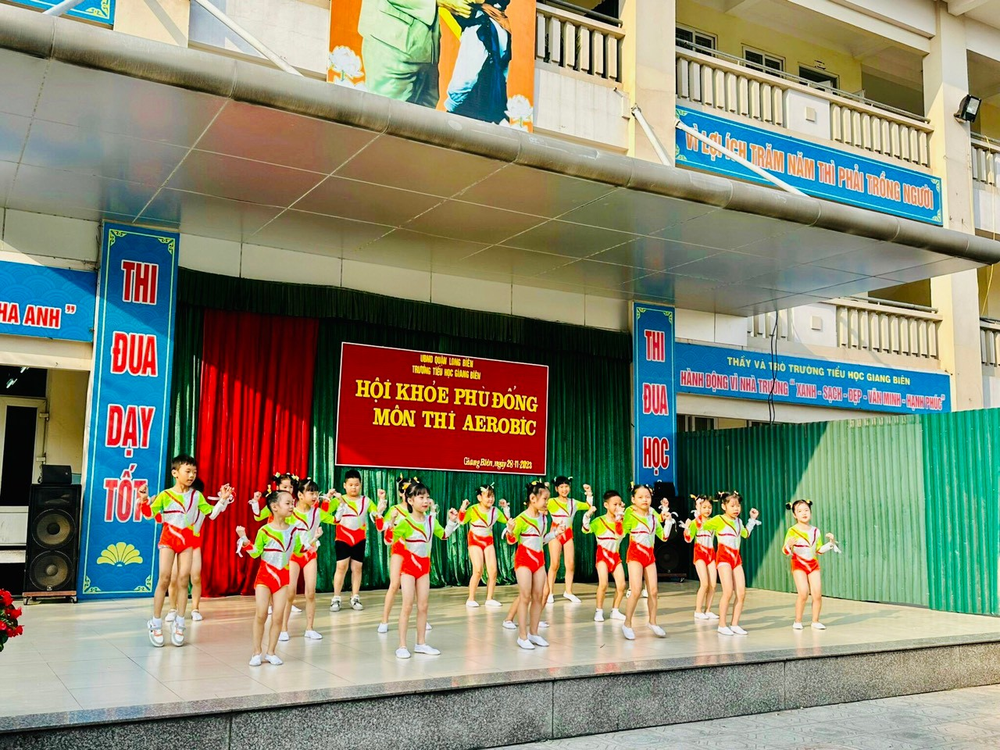 VÌ LỢI ÍCH TRĂM NĂM THÌ PHẢI TRỒNG NGƯỜI
HA ANH ”
THI
ĐUA
DẠY
TỐT
UBND QUẬN LONG BIÊN
TRƯỜNG TIỂU HỌC GIANG BIÊN
HỘI KHỎE PHÙ ĐỔNG
MÔN THI AEROBIC
Giang Biên, ngày 28-11-2023
THI
ĐUA
HỌC
THẦY VÀ TRÒ TRƯỜNG TIỂU HỌC GIANG BIÊN
HÀNH ĐỘNG VÌ NHÀ TRƯỜNG “XANH - SẠCH - ĐẸP - VĂN MINH - HẠNH PHÚC”